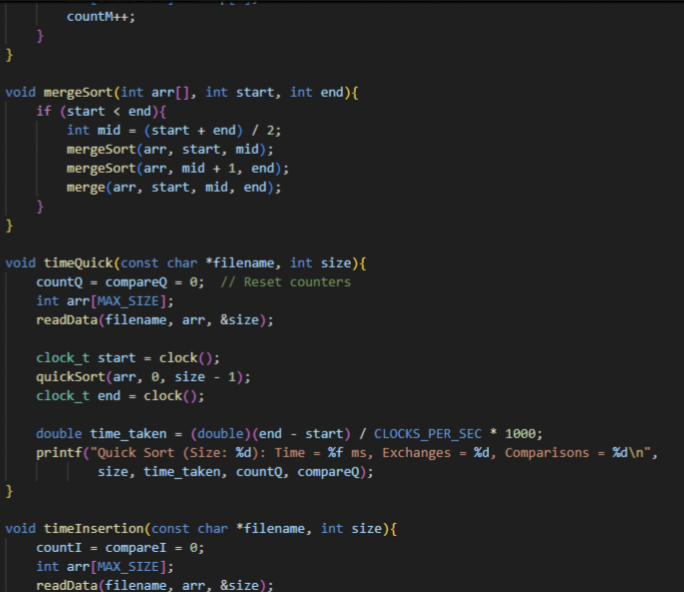 countM++;
}
}
void mergeSort(int arr[], int start, int end){
if (start < end){
int mid = (start + end) / 2;
mergeSort(arr, start, mid);
mergeSort(arr, mid + 1, end);
merge(arr, start, mid, end);
}
}
void timeQuick(const char *filename, int size){
countQ = compareQ = 0;  // Reset counters
int arr[MAX_SIZE];
readData(filename, arr, &size);
clock_t start = clock();
quickSort(arr, 0, size - 1);
clock_t end = clock();
double time_taken = (double)(end - start) / CLOCKS_PER_SEC * 1000;
printf("Quick Sort (Size: %d): Time = %f ms, Exchanges = %d, Comparisons = %d\n",
size, time_taken, countQ, compareQ);
}
void timeInsertion(const char *filename, int size){
countI = compareI = 0;
int arr[MAX_SIZE];
readData(filename, arr, &size);